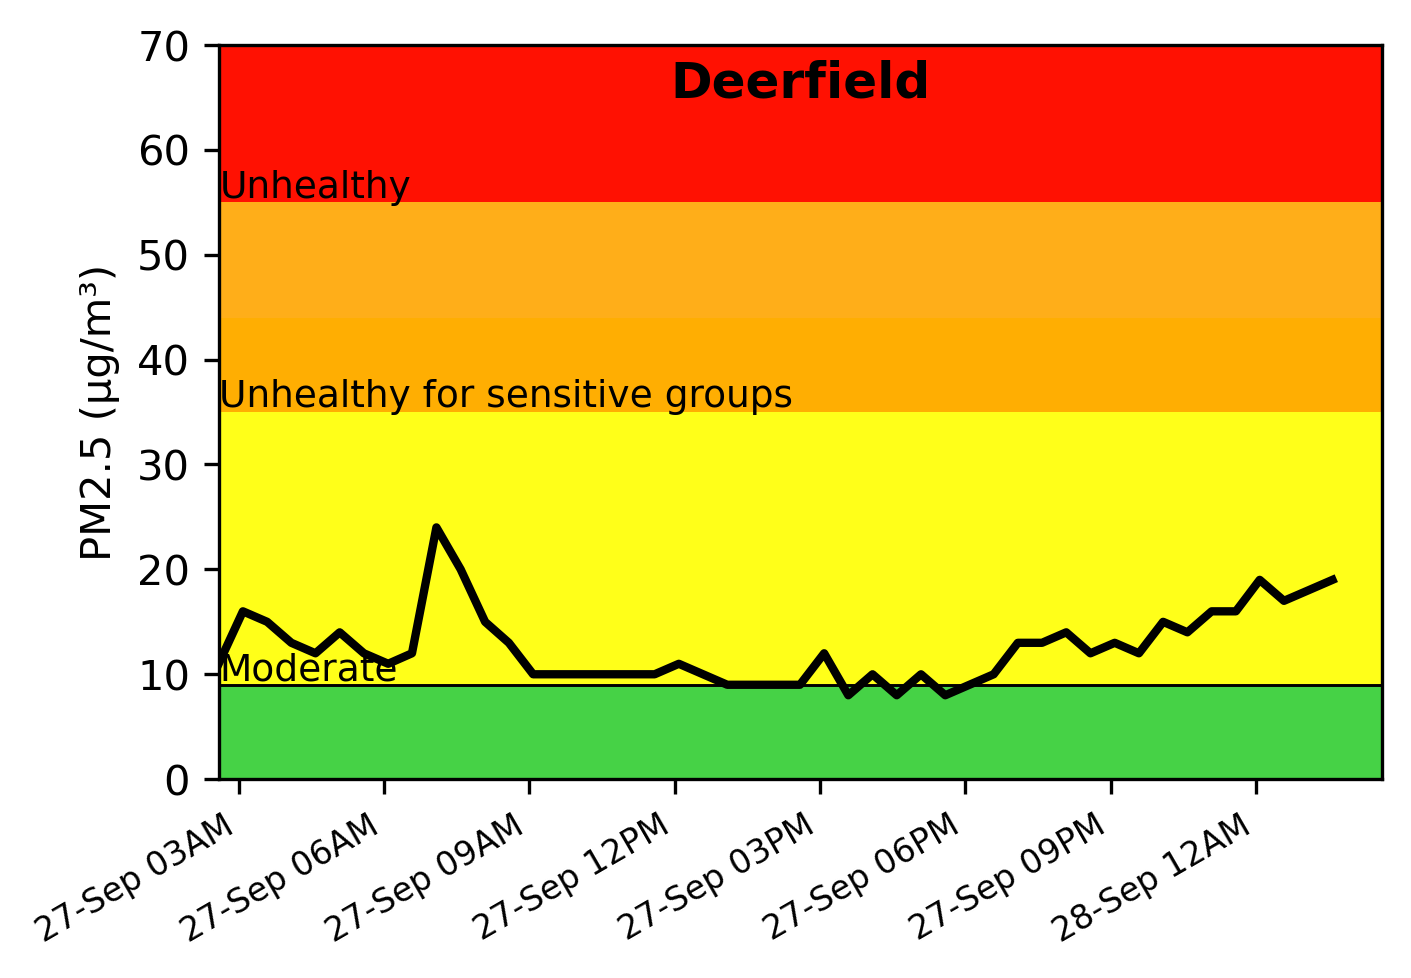 Deerfield
PM2.5 (µg/m³)
70
60
50
40
30
20
10
0
Unhealthy
Unhealthy for sensitive groups
Moderate
27-Sep 03AM
27-Sep 06AM
27-Sep 09AM
27-Sep 12PM
27-Sep 03PM
27-Sep 06PM
27-Sep 09PM
28-Sep 12AM